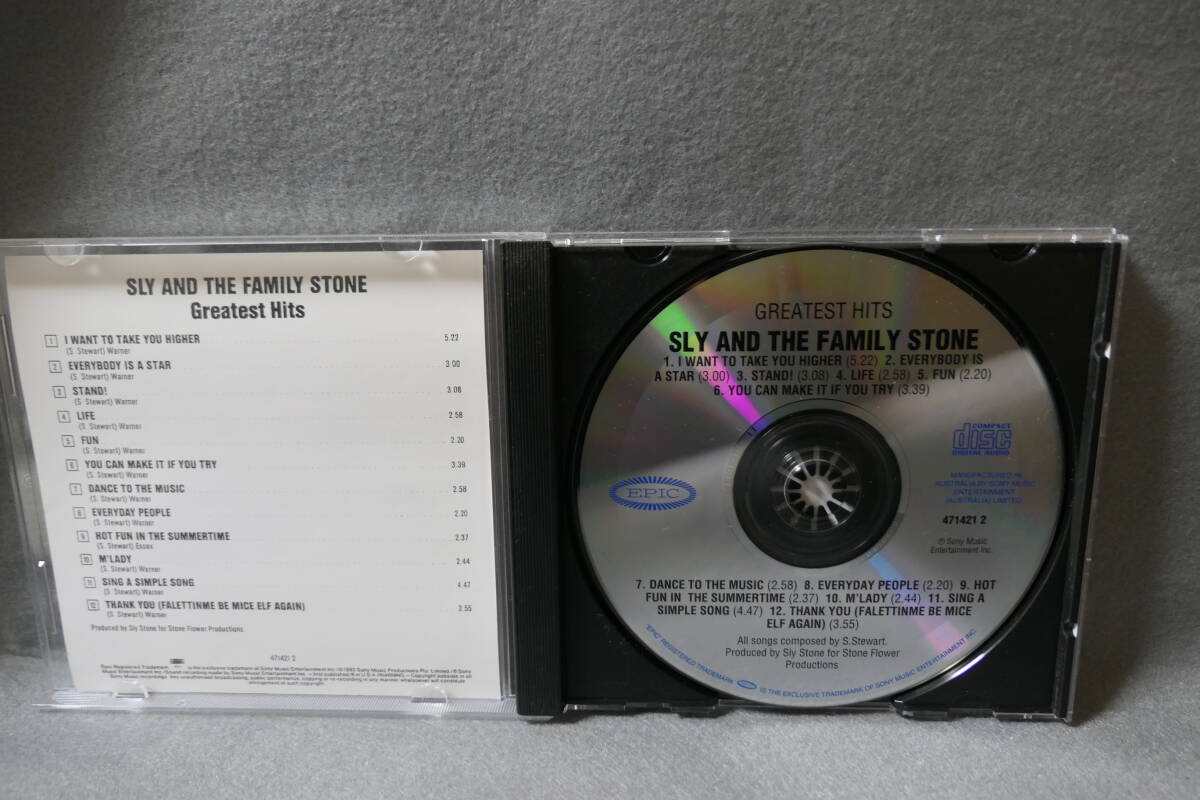 SLY AND THE FAMILY STONE
Greatest Hits
1 I WANT TO TAKE YOU HIGHER 5.22
(S. Stewart) Warner
2 EVERYBODY IS A STAR 3.00
(S. Stewart) Warner
3 STAND! 3.08
(S. Stewart) Warner
4 LIFE 2.58
(S. Stewart) Warner
5 FUN 2.20
(S. Stewart) Warner
6 YOU CAN MAKE IT IF YOU TRY 3.39
(S. Stewart) Warner
7 DANCE TO THE MUSIC 2.58
(S. Stewart) Warner
8 EVERYDAY PEOPLE 2.20
(S. Stewart) Warner
9 HOT FUN IN THE SUMMERTIME 2.37
(S. Stewart) Essex
10 M'LADY 2.44
(S. Stewart) Warner
11 SING A SIMPLE SONG 4.47
(S. Stewart) Warner
12 THANK YOU (FALETTINME BE MICE ELF AGAIN) 3.55
(S. Stewart) Warner
Produced by Sly Stone for Stone Flower Productions.
471421 2
GREATEST HITS
SLY AND THE FAMILY STONE
1. I WANT TO TAKE YOU HIGHER (5.22) 2. EVERYBODY IS
A STAR (3.00) 3. STAND! (3.08) 4. LIFE (2.58) 5. FUN (2.20)
6. YOU CAN MAKE IT IF YOU TRY (3.39)
COMPACT
disc
DIGITAL AUDIO
EPIC
MANUFACTURED IN
AUSTRALIA BY SONY MUSIC
ENTERTAINMENT
(AUSTRALIA) LIMITED
471421 2
℗ Sony Music
Entertainment Inc.
7. DANCE TO THE MUSIC (2.58) 8. EVERYDAY PEOPLE (2.20) 9. HOT
FUN IN THE SUMMERTIME (2.37) 10. M'LADY (2.44) 11. SING A
SIMPLE SONG (4.47) 12. THANK YOU (FALETTINME BE MICE
ELF AGAIN) (3.55)
All songs composed by S.Stewart.
Produced by Sly Stone for Stone Flower
Productions
"EPIC" REGISTERED TRADEMARK IS THE EXCLUSIVE TRADEMARK OF SONY MUSIC ENTERTAINMENT INC.